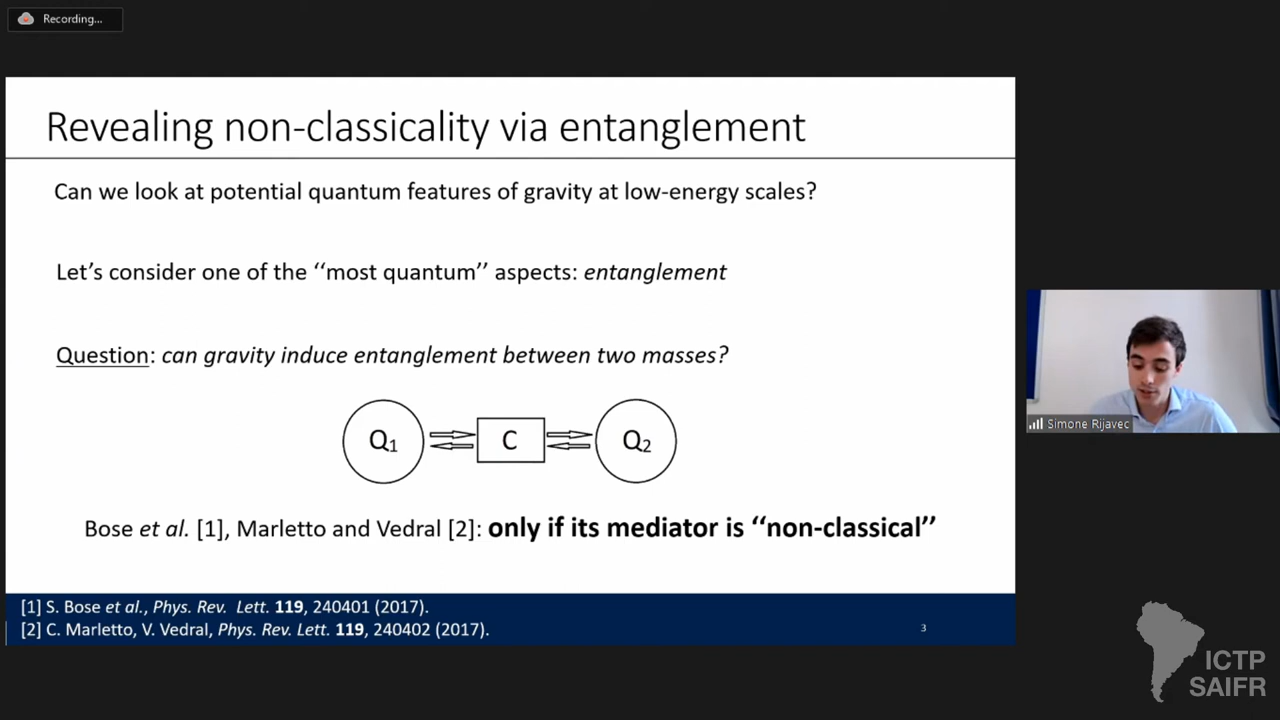 Recording...
Revealing non-classicality via entanglement
Can we look at potential quantum features of gravity at low-energy scales?
Let's consider one of the ‘‘most quantum’’ aspects: entanglement
Question: can gravity induce entanglement between two masses?
Q₁ C Q₂
Bose et al. [1], Marletto and Vedral [2]: only if its mediator is ‘‘non-classical’’
Simone Rijavec
[1] S. Bose et al., Phys. Rev. Lett. 119, 240401 (2017).
[2] C. Marletto, V. Vedral, Phys. Rev. Lett. 119, 240402 (2017).
3
ICTP
SAIFR